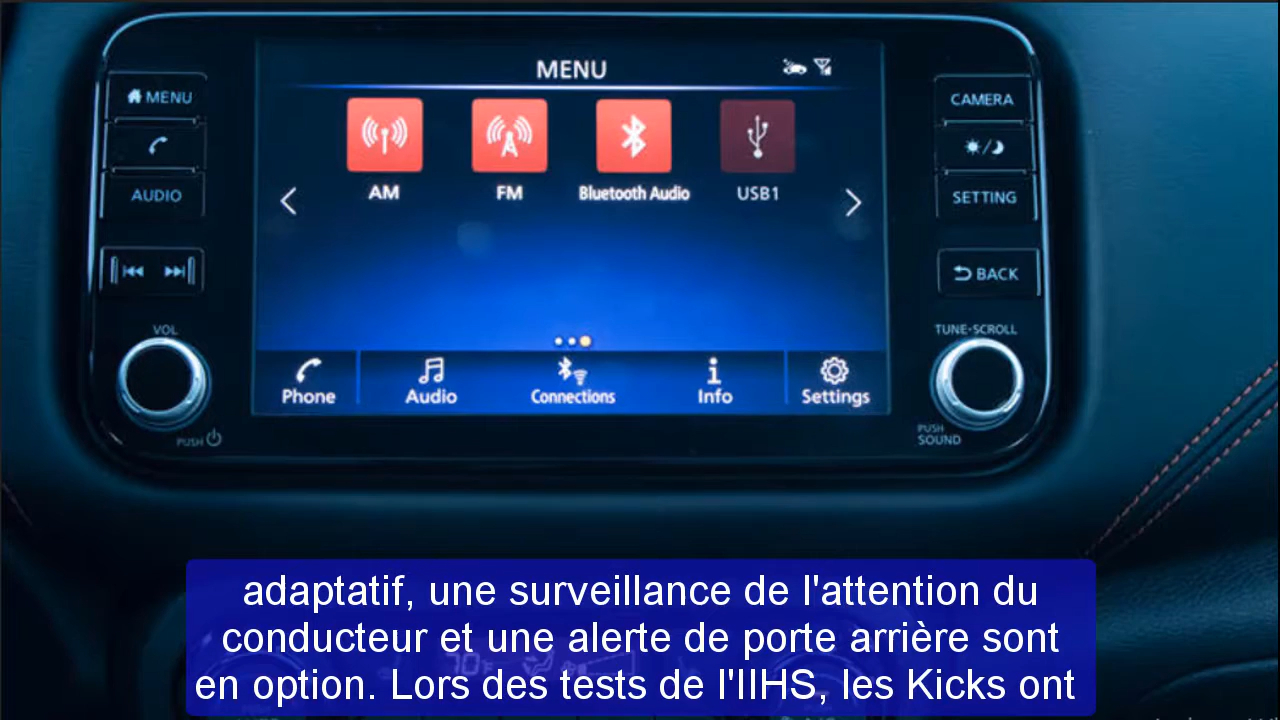 MENU
MENU
CAMERA
AM
FM
Bluetooth Audio
USB1
AUDIO
SETTING
BACK
VOL
TUNE·SCROLL
Phone
Audio
Connections
Info
Settings
PUSH
PUSH
SOUND
adaptatif, une surveillance de l'attention du
conducteur et une alerte de porte arrière sont
en option. Lors des tests de l'IIHS, les Kicks ont